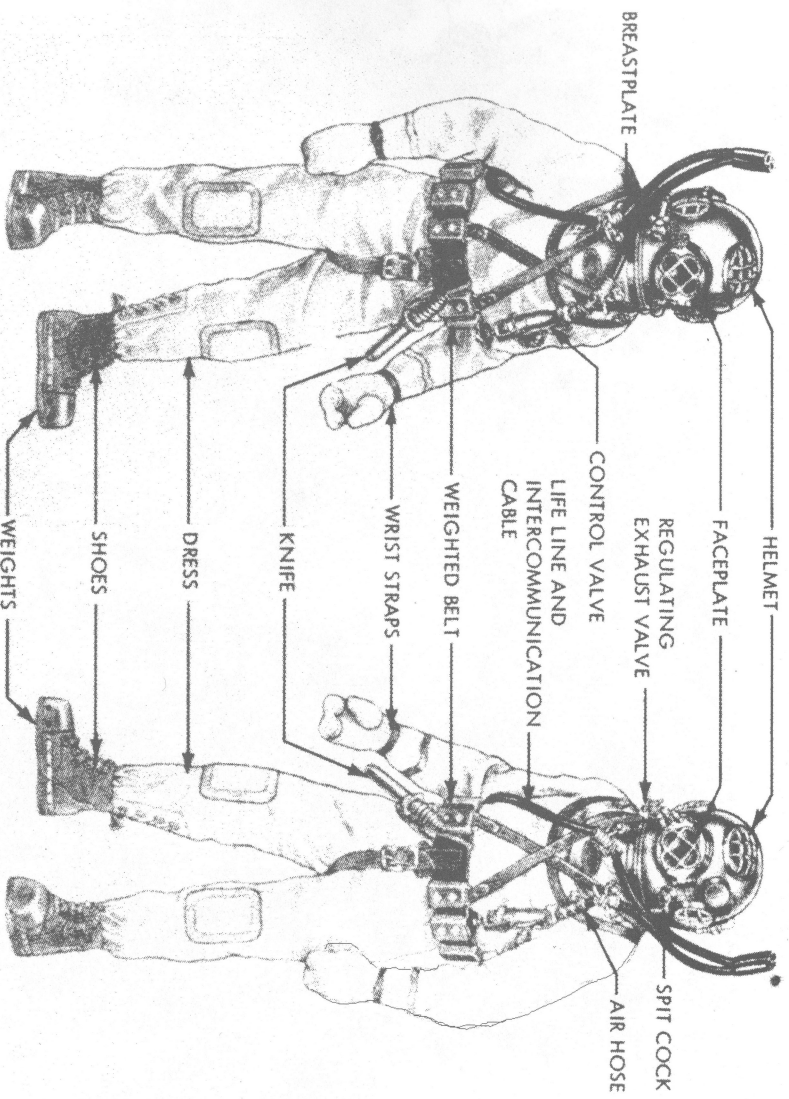 HELMET
FACEPLATE
REGULATING
EXHAUST VALVE
SPIT COCK
BREASTPLATE
CONTROL VALVE
AIR HOSE
LIFE LINE AND
INTERCOMMUNICATION
CABLE
WEIGHTED BELT
WRIST STRAPS
KNIFE
DRESS
SHOES
WEIGHTS